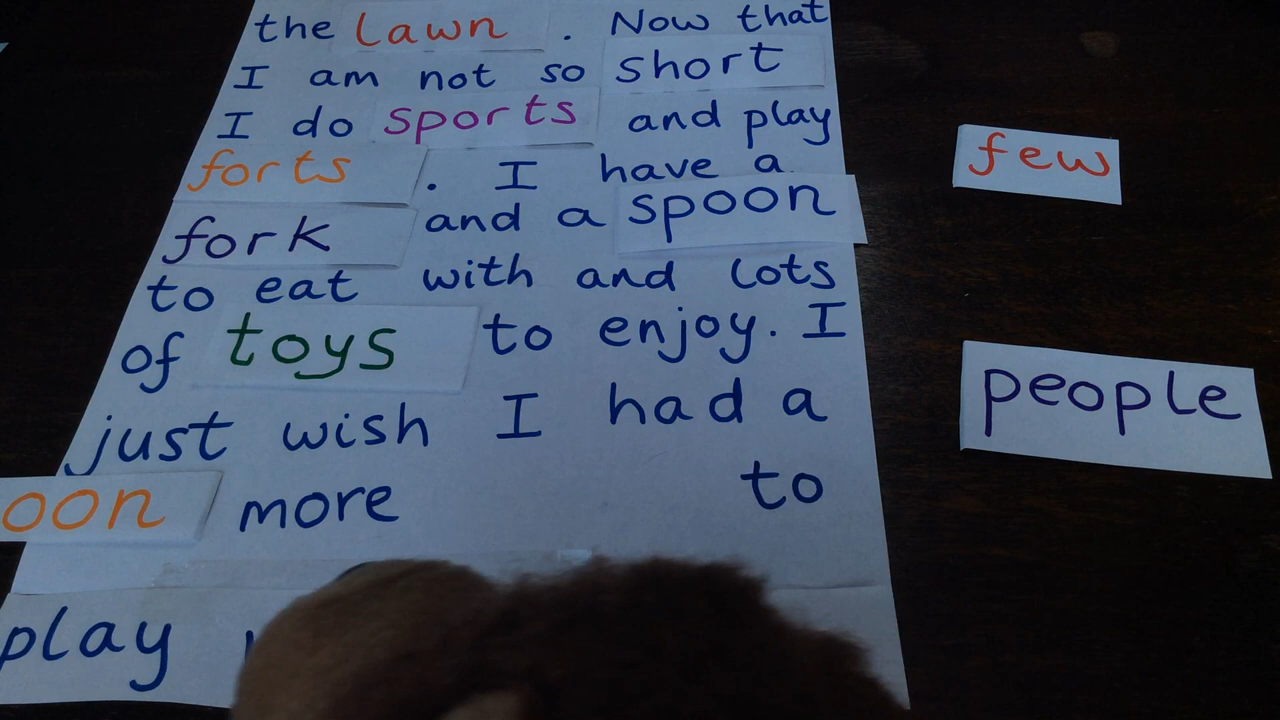 the lawn . Now that
I am not so short
I do sports and play
forts . I have a
fork and a spoon
to eat with and lots
of toys to enjoy. I
just wish I had a
oon more to
play
few
people